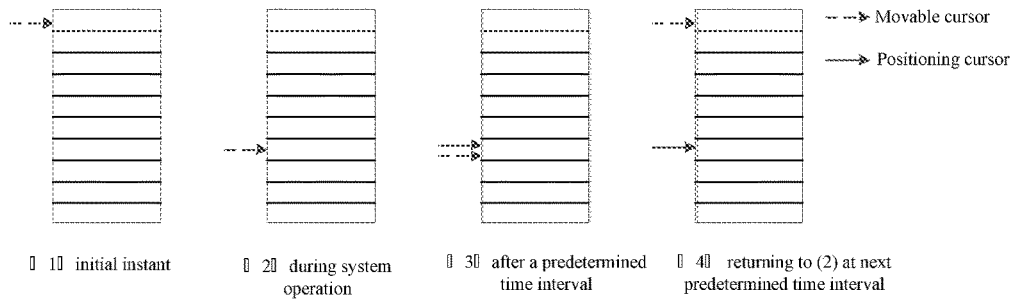 Movable cursor
Positioning cursor
1 initial instant
2 during system
operation
3 after a predetermined
time interval
4 returning to (2) at next
predetermined time interval